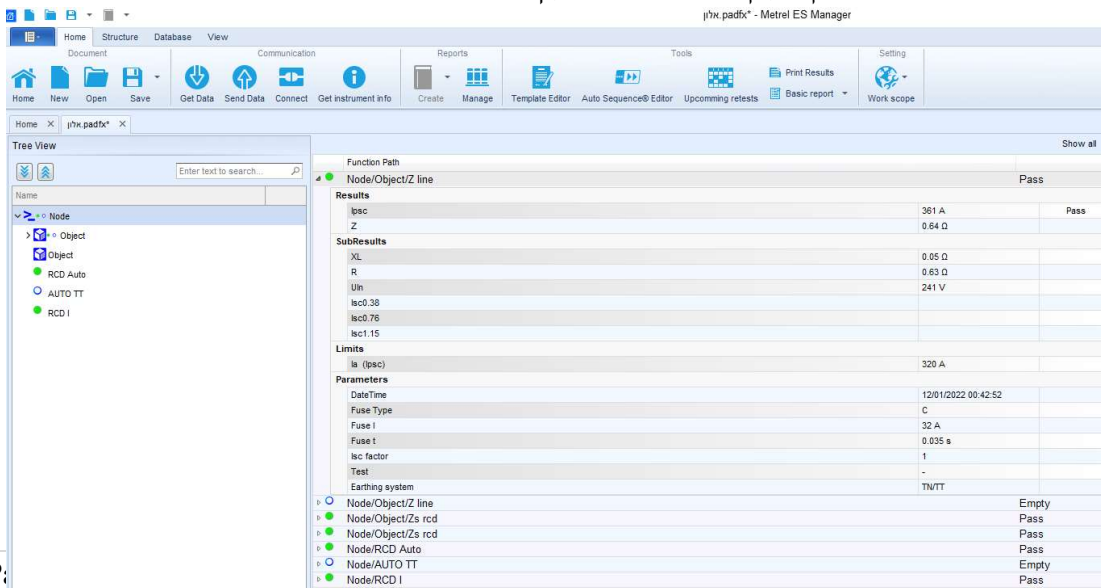 אילון.padfx* - Metrel ES Manager
Home Structure Database View
Document Communication Reports Tools Setting
Home New Open Save Get Data Send Data Connect Get instrument info Create Manage Template Editor Auto Sequence® Editor Upcomming retests Print Results Work scope
Basic report
Home × אילון.padfx* ×
Tree View
Show all
Enter text to search...
Name
Node
Object
Object
RCD Auto
AUTO TT
RCD I
Function Path
Node/Object/Z line Pass
Results
Ipsc 361 A Pass
Z 0.64 Ω
SubResults
XL 0.05 Ω
R 0.63 Ω
Uln 241 V
Isc0.38
Isc0.76
Isc1.15
Limits
Ia (Ipsc) 320 A
Parameters
DateTime 12/01/2022 00:42:52
Fuse Type C
Fuse I 32 A
Fuse t 0.035 s
Isc factor 1
Test -
Earthing system TN/TT
Node/Object/Z line Empty
Node/Object/Zs rcd Pass
Node/Object/Zs rcd Pass
Node/RCD Auto Pass
Node/AUTO TT Empty
Node/RCD I Pass